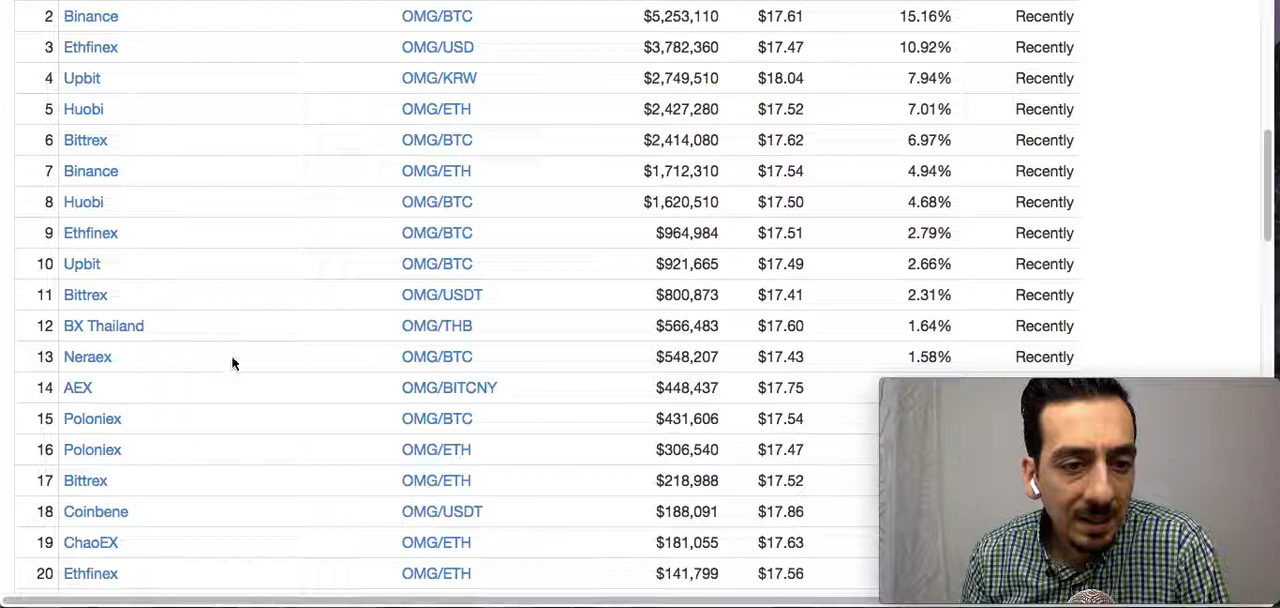 2 Binance OMG/BTC $5,253,110 $17.61 15.16% Recently
3 Ethfinex OMG/USD $3,782,360 $17.47 10.92% Recently
4 Upbit OMG/KRW $2,749,510 $18.04 7.94% Recently
5 Huobi OMG/ETH $2,427,280 $17.52 7.01% Recently
6 Bittrex OMG/BTC $2,414,080 $17.62 6.97% Recently
7 Binance OMG/ETH $1,712,310 $17.54 4.94% Recently
8 Huobi OMG/BTC $1,620,510 $17.50 4.68% Recently
9 Ethfinex OMG/BTC $964,984 $17.51 2.79% Recently
10 Upbit OMG/BTC $921,665 $17.49 2.66% Recently
11 Bittrex OMG/USDT $800,873 $17.41 2.31% Recently
12 BX Thailand OMG/THB $566,483 $17.60 1.64% Recently
13 Neraex OMG/BTC $548,207 $17.43 1.58% Recently
14 AEX OMG/BITCNY $448,437 $17.75
15 Poloniex OMG/BTC $431,606 $17.54
16 Poloniex OMG/ETH $306,540 $17.47
17 Bittrex OMG/ETH $218,988 $17.52
18 Coinbene OMG/USDT $188,091 $17.86
19 ChaoEX OMG/ETH $181,055 $17.63
20 Ethfinex OMG/ETH $141,799 $17.56